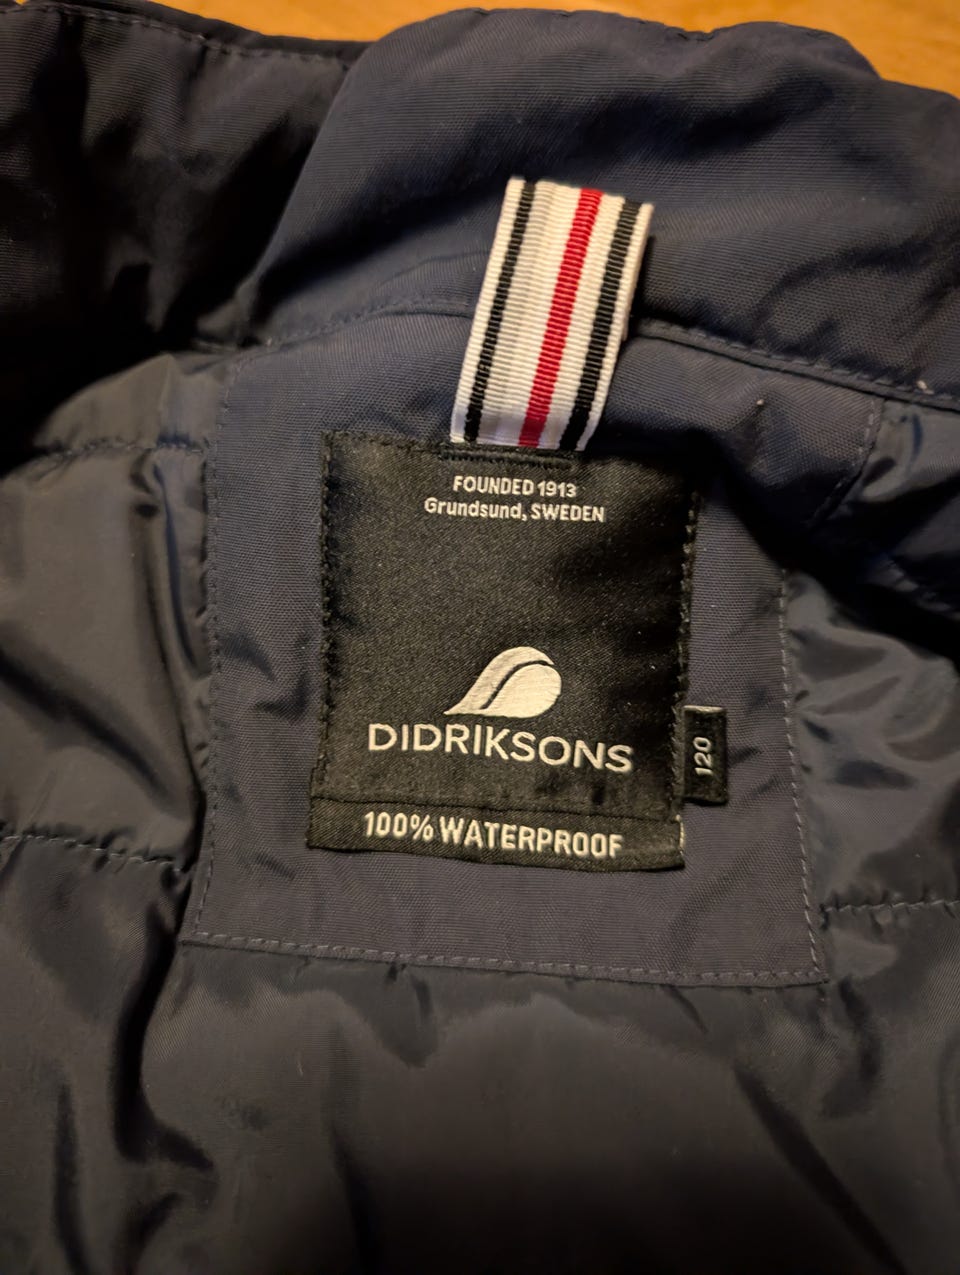 FOUNDED 1913
Grundsund, SWEDEN
DIDRIKSONS
120
100% WATERPROOF